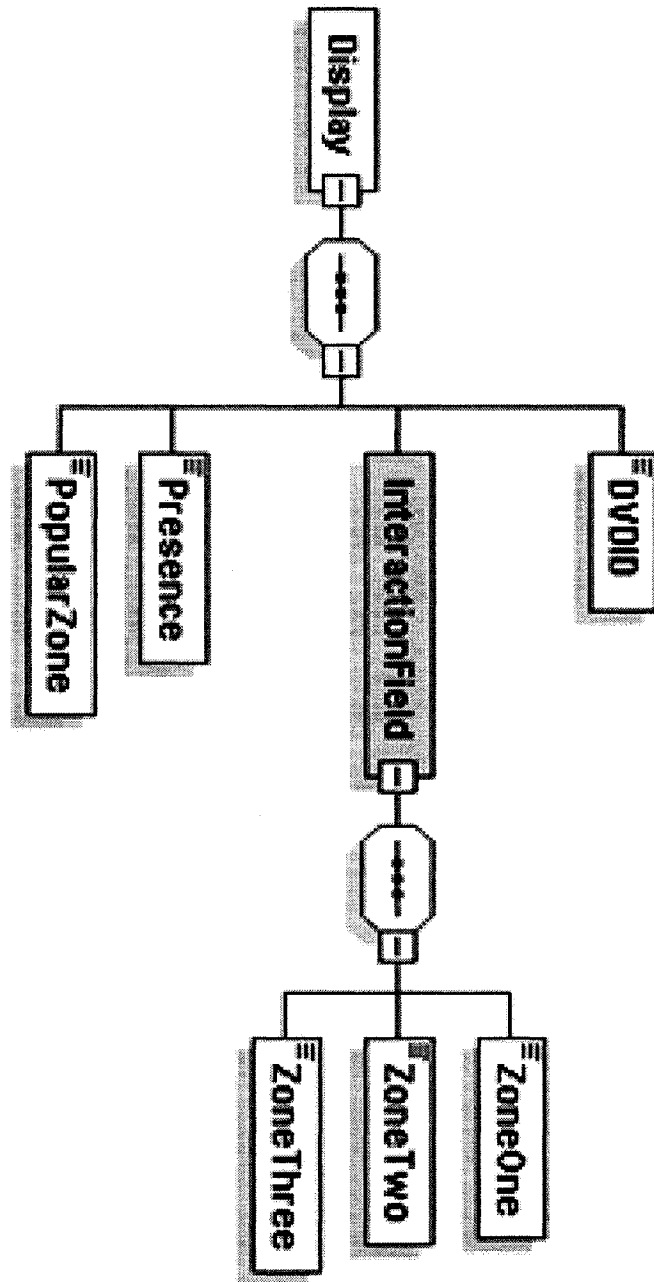 Display
DVDID
InteractionField
ZoneOne
ZoneTwo
ZoneThree
Presence
PopularZone